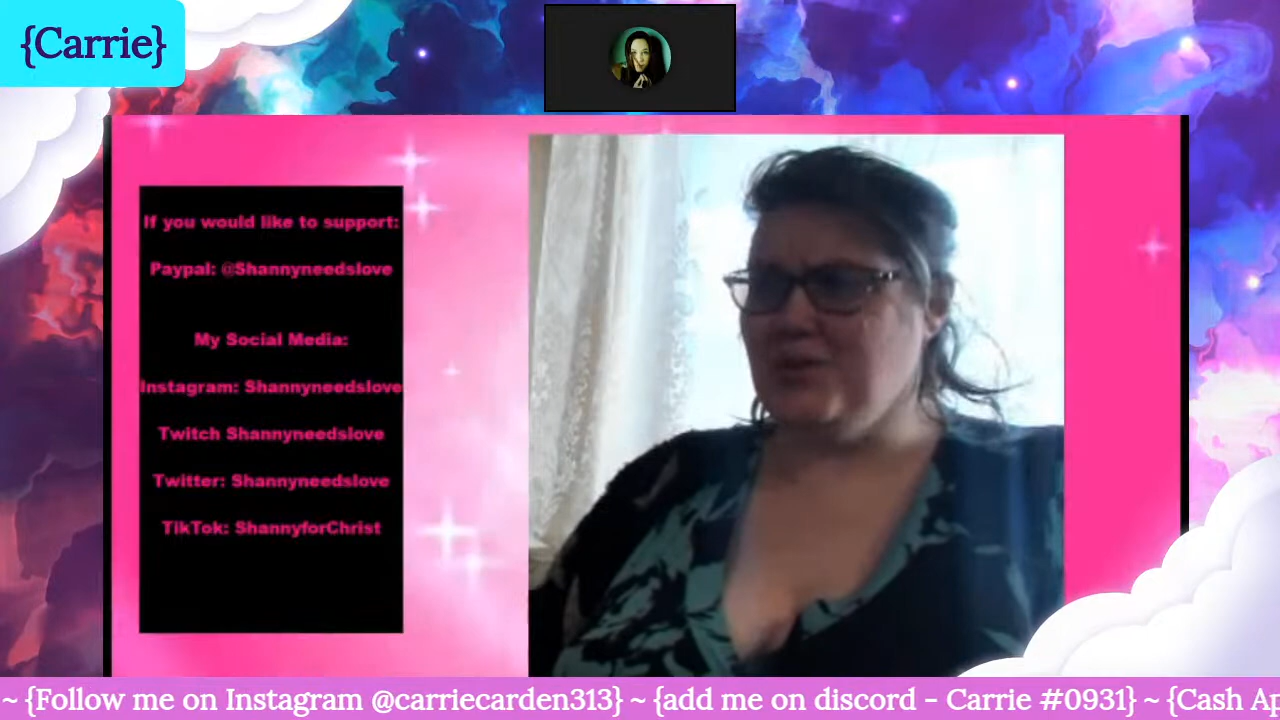 {Carrie}
If you would like to support:
Paypal: @Shannyneedslove
My Social Media:
Instagram: Shannyneedslove
Twitch Shannyneedslove
Twitter: Shannyneedslove
TikTok: ShannyforChrist
~ {Follow me on Instagram @carriecarden313} ~ {add me on discord - Carrie #0931} ~ {Cash Ap